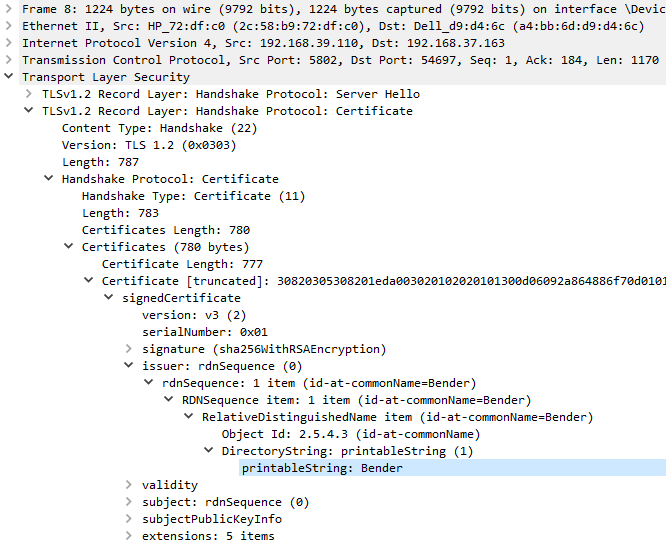 Frame 8: 1224 bytes on wire (9792 bits), 1224 bytes captured (9792 bits) on interface \Devic
Ethernet II, Src: HP_72:df:c0 (2c:58:b9:72:df:c0), Dst: Dell_d9:d4:6c (a4:bb:6d:d9:d4:6c)
Internet Protocol Version 4, Src: 192.168.39.110, Dst: 192.168.37.163
Transmission Control Protocol, Src Port: 5802, Dst Port: 54697, Seq: 1, Ack: 184, Len: 1170
Transport Layer Security
TLSv1.2 Record Layer: Handshake Protocol: Server Hello
TLSv1.2 Record Layer: Handshake Protocol: Certificate
Content Type: Handshake (22)
Version: TLS 1.2 (0x0303)
Length: 787
Handshake Protocol: Certificate
Handshake Type: Certificate (11)
Length: 783
Certificates Length: 780
Certificates (780 bytes)
Certificate Length: 777
Certificate [truncated]: 30820305308201eda003020102020101300d06092a864886f70d0101
signedCertificate
version: v3 (2)
serialNumber: 0x01
signature (sha256WithRSAEncryption)
issuer: rdnSequence (0)
rdnSequence: 1 item (id-at-commonName=Bender)
RDNSequence item: 1 item (id-at-commonName=Bender)
RelativeDistinguishedName item (id-at-commonName=Bender)
Object Id: 2.5.4.3 (id-at-commonName)
DirectoryString: printableString (1)
printableString: Bender
validity
subject: rdnSequence (0)
subjectPublicKeyInfo
extensions: 5 items